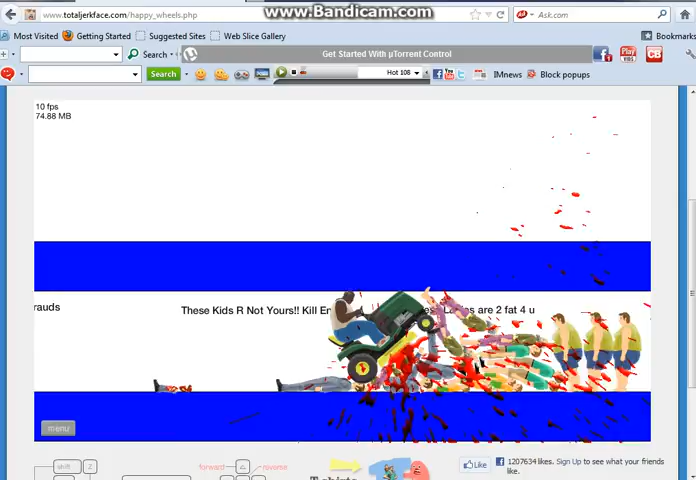 www.Bandicam.com
www.totaljerkface.com/happy_wheels.php
Ask.com
Most Visited
Getting Started
Suggested Sites
Web Slice Gallery
Bookmarks
Search
Get Started With µTorrent Control
Search
Hot 108
IMnews
Block popups
10 fps
74.88 MB
rauds
These Kids R Not Yours!! Kill
Ladies are 2 fat 4 u
menu
shift
Z
forward
reverse
Like
1207634 likes. Sign Up to see what your friends
like.